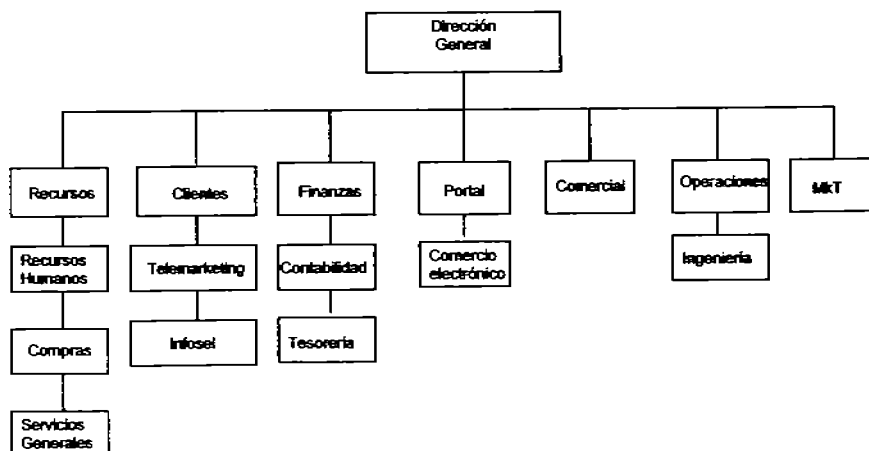 Dirección
General
Recursos
Clientes
Finanzas
Portal
Comercial
Operaciones
MkT
Recursos
Humanos
Telemarketing
Contabilidad
Comercio
electrónico
Ingeniería
Compras
Infosel
Tesorería
Servicios
Generales